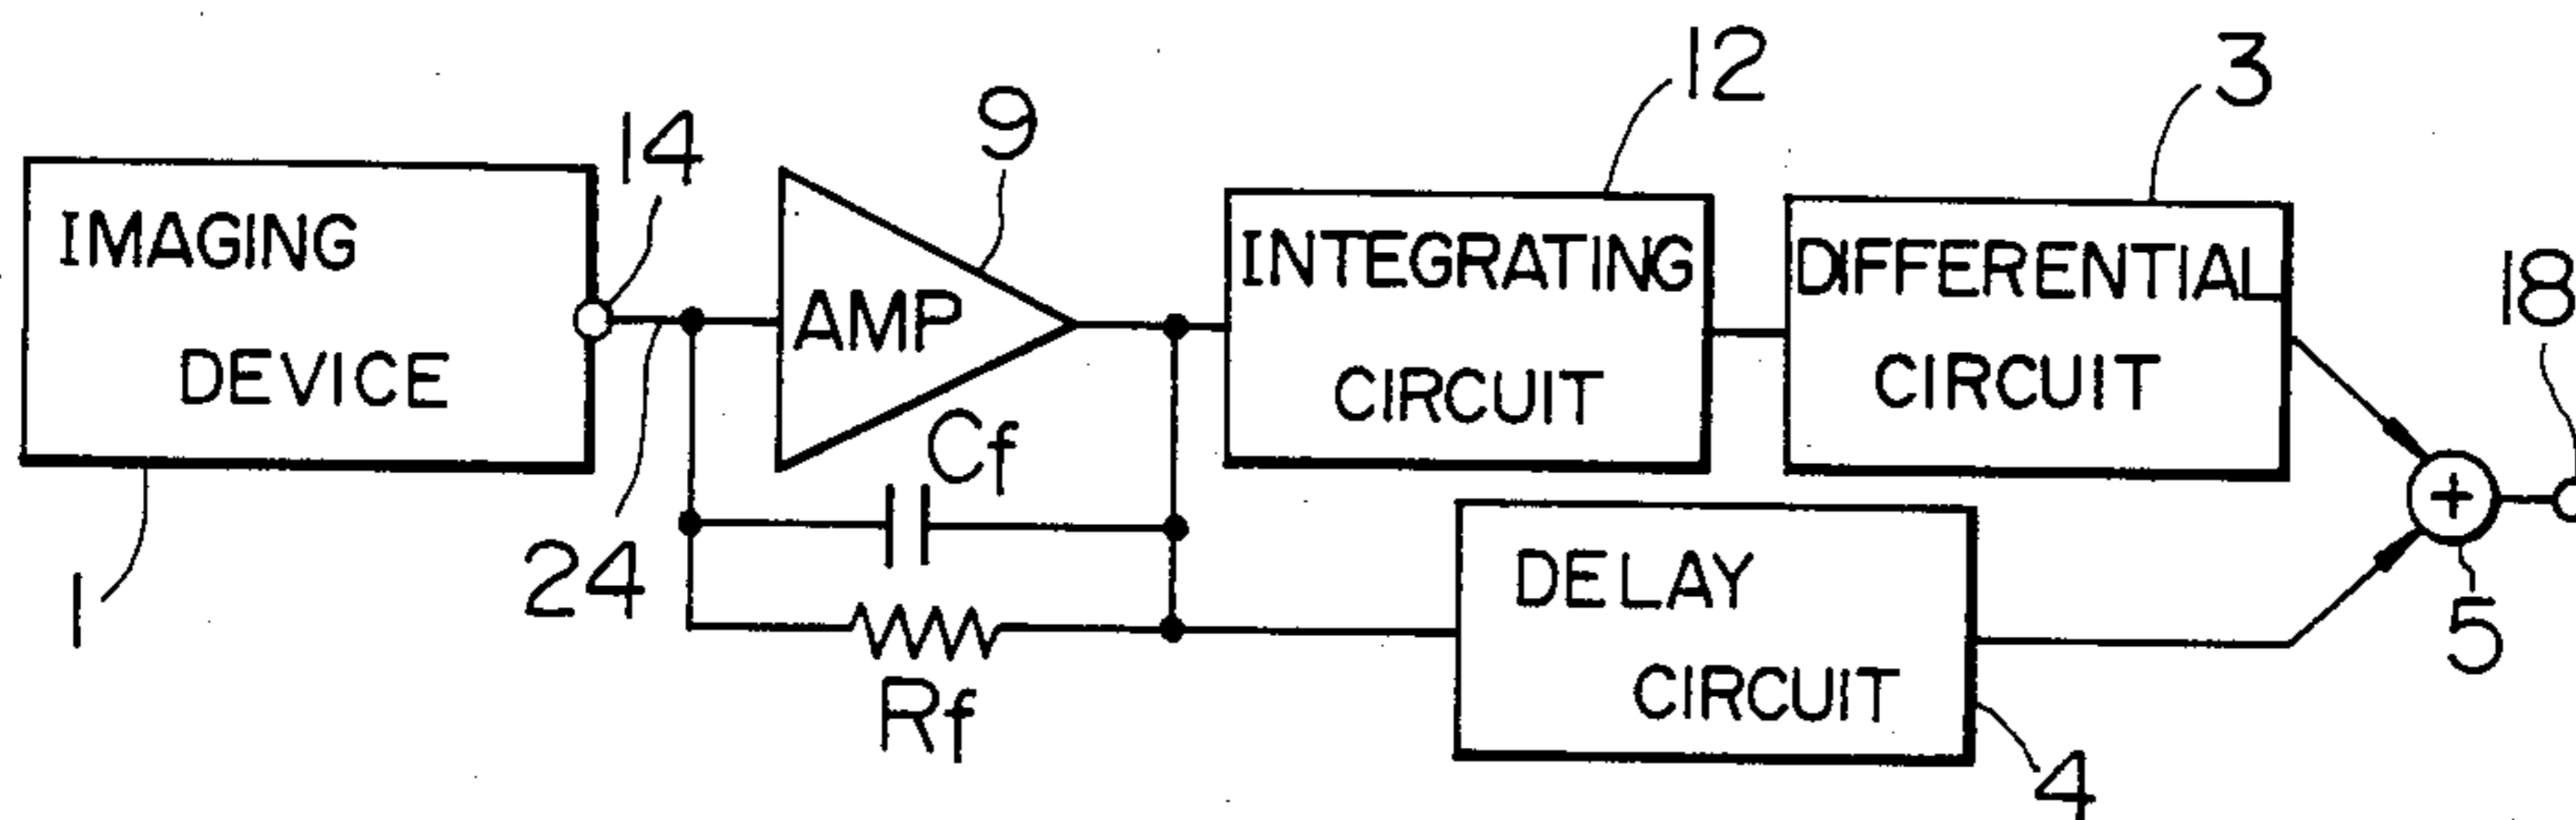 12
3
14
9
IMAGING
DEVICE
AMP
INTEGRATING
CIRCUIT
DIFFERENTIAL
CIRCUIT
18
Cf
24
1
DELAY
CIRCUIT
5
Rf
4